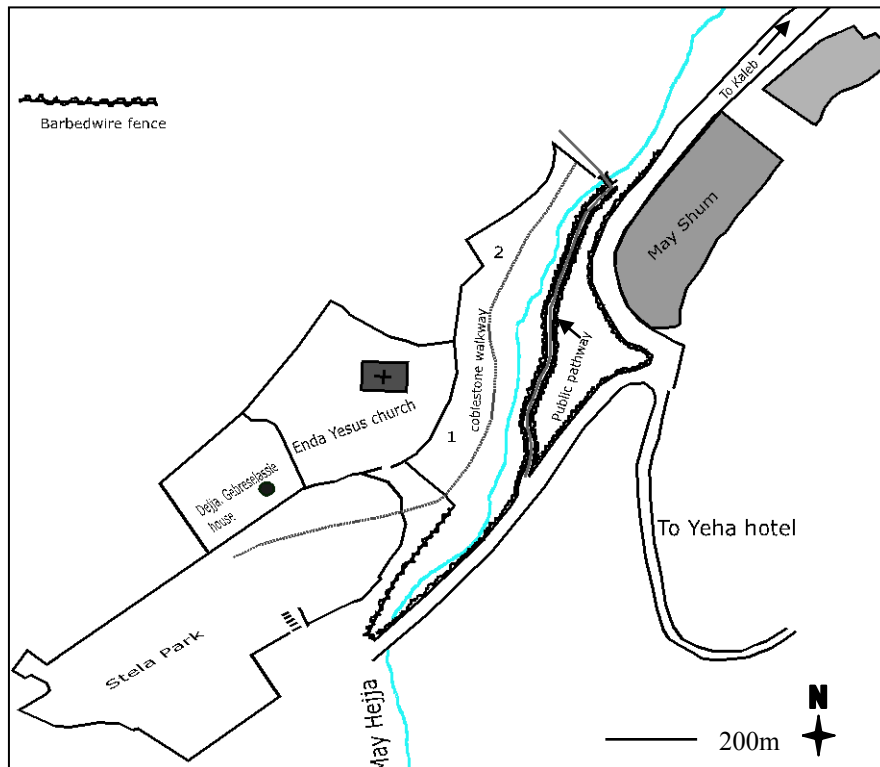 To Kaleb
Barbedwire fence
May Shum
2
coblestone walkway
Public pathway
1
Enda Yesus church
Dejja. Gebreselassie
house
To Yeha hotel
Stela Park
May Hejja
N
200m